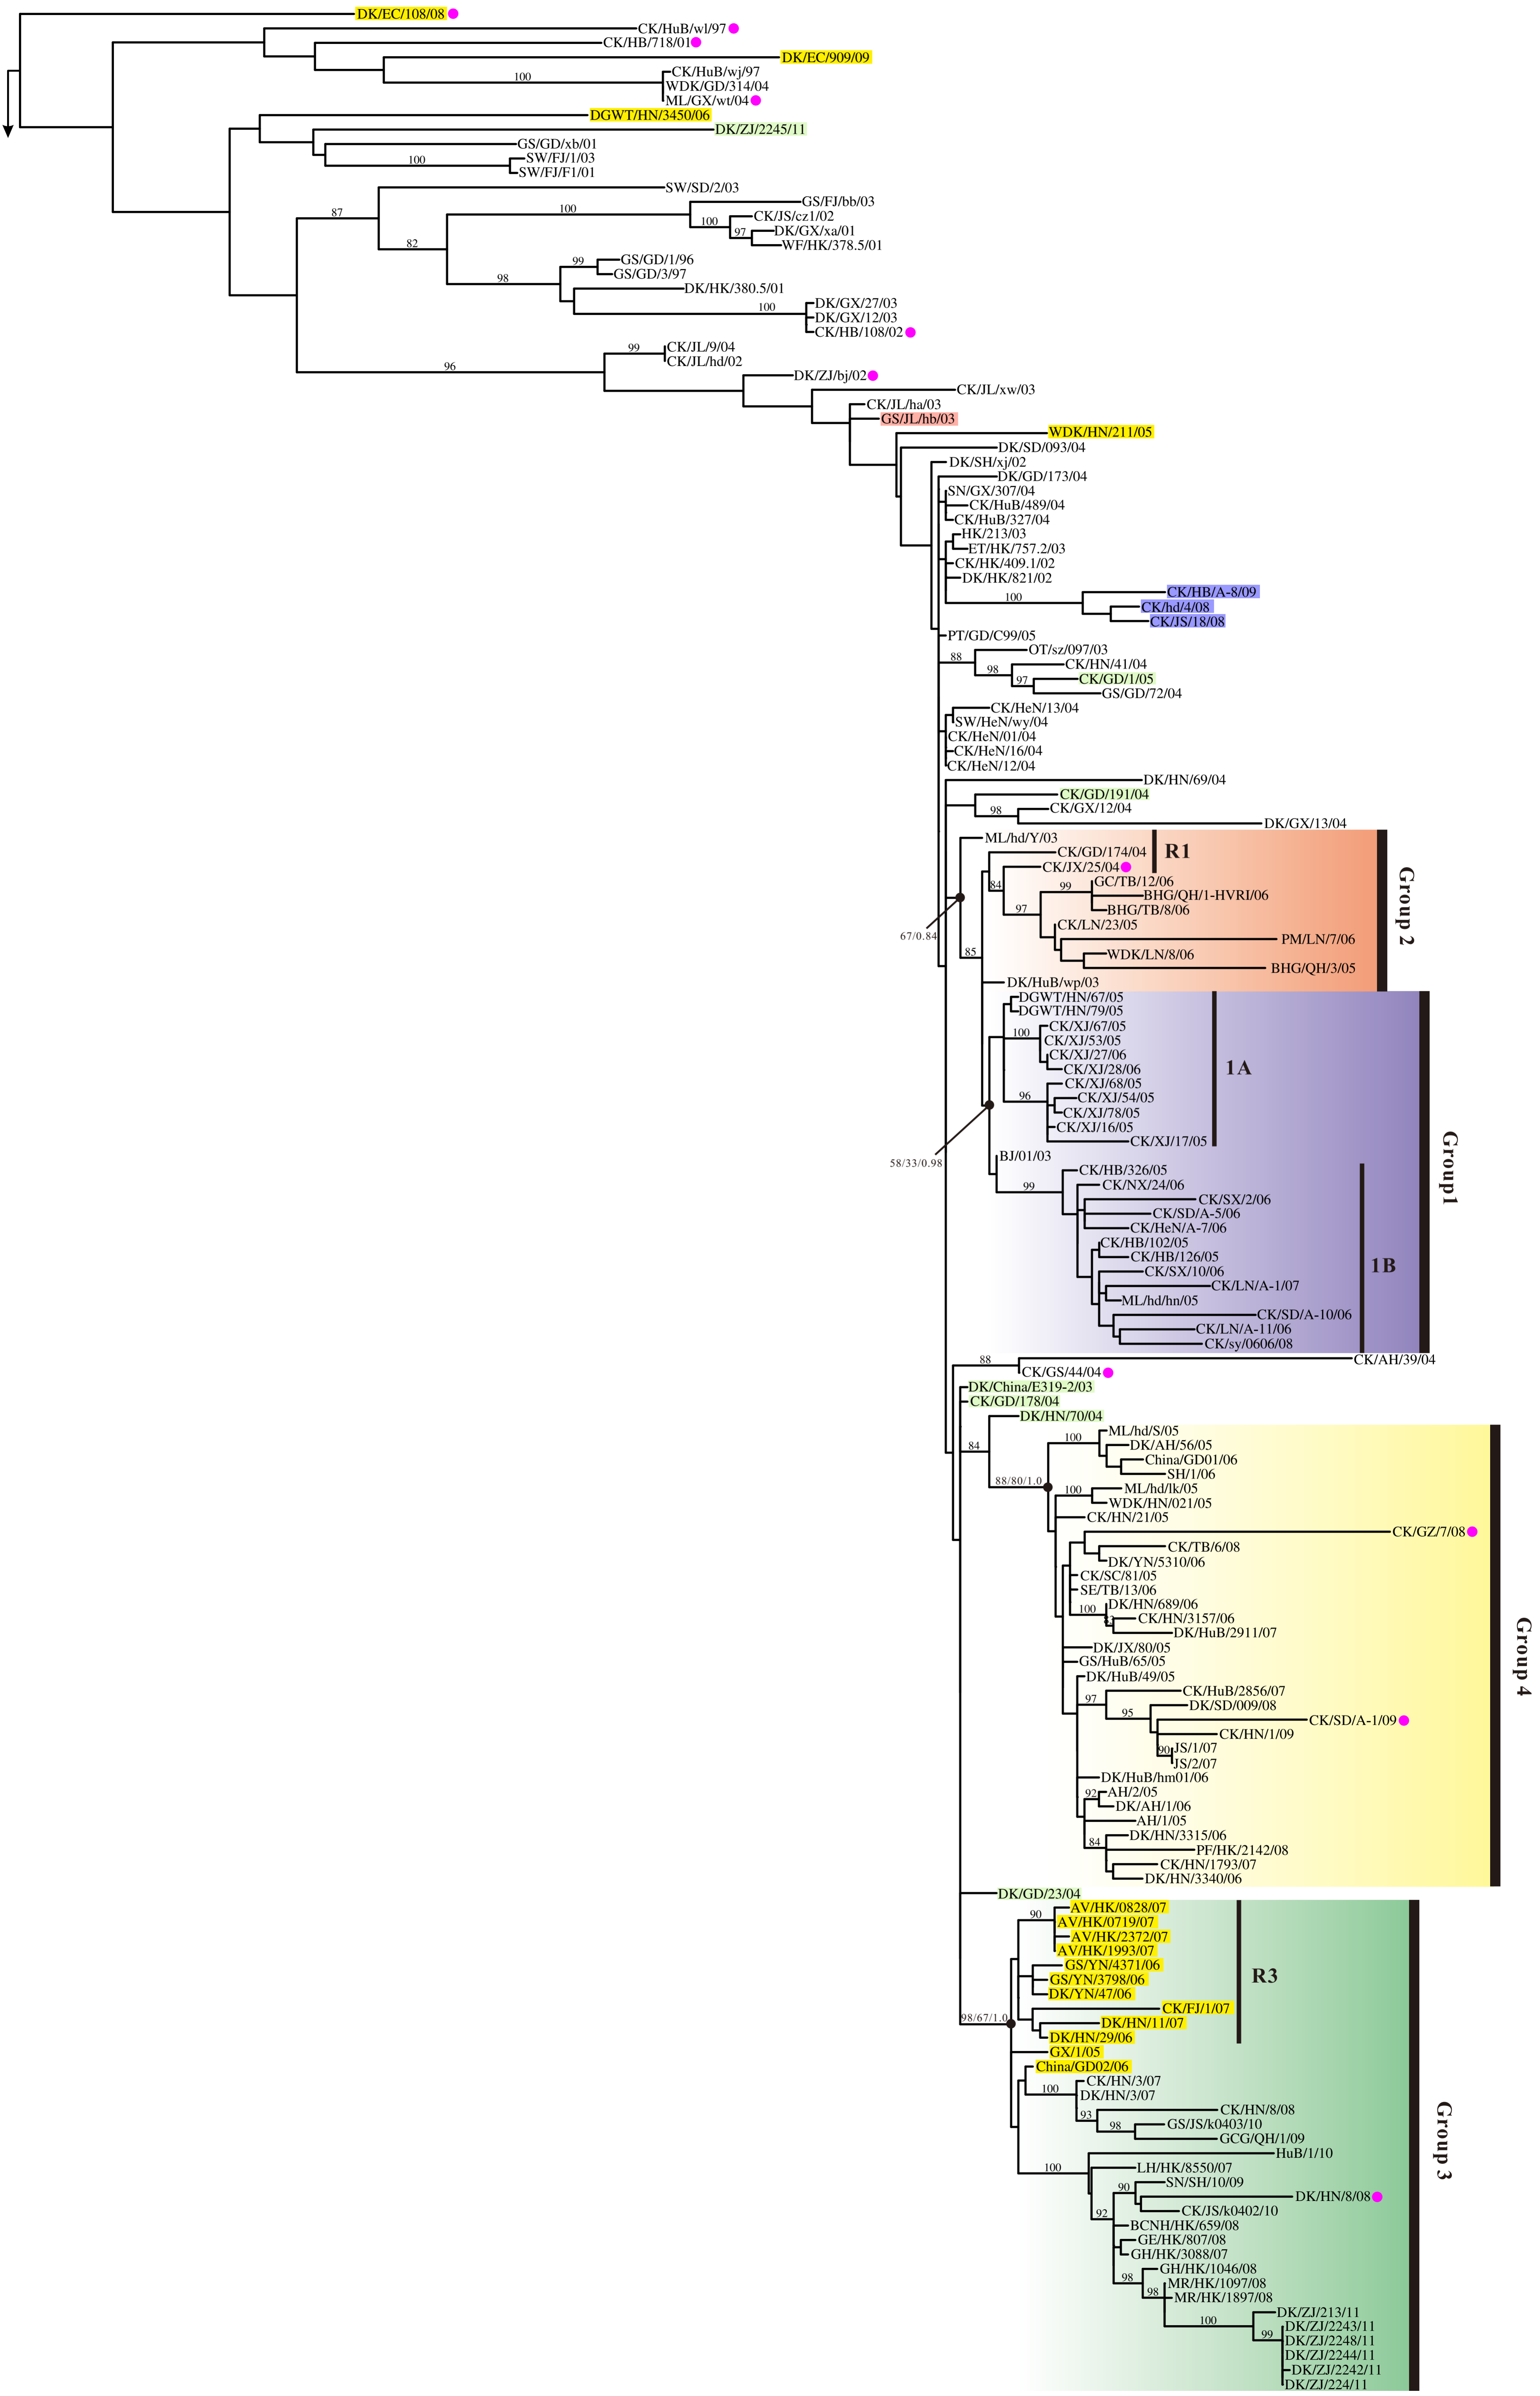 DK/EC/108/08
CK/HuB/wl/97
CK/HB/718/01
DK/EC/909/09
CK/HuB/wj/97
100
WDK/GD/314/04
ML/GX/wt/04
DGWT/HN/3450/06
DK/ZJ/2245/11
GS/GD/xb/01
100
SW/FJ/1/03
SW/FJ/F1/01
SW/SD/2/03
GS/FJ/bb/03
87
100
CK/JS/cz1/02
100
DK/GX/xa/01
97
82
WF/HK/378.5/01
GS/GD/1/96
99
GS/GD/3/97
98
DK/HK/380.5/01
DK/GX/27/03
100
DK/GX/12/03
CK/HB/108/02
CK/JL/9/04
99
CK/JL/hd/02
96
DK/ZJ/bj/02
CK/JL/xw/03
CK/JL/ha/03
GS/JL/hb/03
WDK/HN/211/05
DK/SD/093/04
DK/SH/xj/02
DK/GD/173/04
SN/GX/307/04
CK/HuB/489/04
CK/HuB/327/04
HK/213/03
ET/HK/757.2/03
CK/HK/409.1/02
DK/HK/821/02
CK/HB/A-8/09
100
CK/hd/4/08
CK/JS/18/08
PT/GD/C99/05
OT/sz/097/03
88
CK/HN/41/04
98
CK/GD/1/05
97
GS/GD/72/04
CK/HeN/13/04
SW/HeN/wy/04
CK/HeN/01/04
CK/HeN/16/04
CK/HeN/12/04
DK/HN/69/04
CK/GD/191/04
CK/GX/12/04
98
DK/GX/13/04
ML/hd/Y/03
CK/GD/174/04
R1
CK/JX/25/04
84
GC/TB/12/06
99
BHG/QH/1-HVRI/06
97
BHG/TB/8/06
Group 2
CK/LN/23/05
67/0.84
PM/LN/7/06
85
WDK/LN/8/06
BHG/QH/3/05
DK/HuB/wp/03
DGWT/HN/67/05
DGWT/HN/79/05
CK/XJ/67/05
100
CK/XJ/53/05
CK/XJ/27/06
CK/XJ/28/06
1A
CK/XJ/68/05
96
CK/XJ/54/05
CK/XJ/78/05
CK/XJ/16/05
CK/XJ/17/05
58/33/0.98
BJ/01/03
Group1
CK/HB/326/05
99
CK/NX/24/06
CK/SX/2/06
CK/SD/A-5/06
CK/HeN/A-7/06
CK/HB/102/05
CK/HB/126/05
1B
CK/SX/10/06
CK/LN/A-1/07
ML/hd/hn/05
CK/SD/A-10/06
CK/LN/A-11/06
CK/sy/0606/08
88
CK/AH/39/04
CK/GS/44/04
DK/China/E319-2/03
CK/GD/178/04
DK/HN/70/04
84
ML/hd/S/05
100
DK/AH/56/05
China/GD01/06
SH/1/06
88/80/1.0
ML/hd/lk/05
100
WDK/HN/021/05
CK/HN/21/05
CK/GZ/7/08
CK/TB/6/08
DK/YN/5310/06
CK/SC/81/05
SE/TB/13/06
DK/HN/689/06
100
CK/HN/3157/06
DK/HuB/2911/07
DK/JX/80/05
Group 4
GS/HuB/65/05
DK/HuB/49/05
CK/HuB/2856/07
97
DK/SD/009/08
95
CK/SD/A-1/09
CK/HN/1/09
90
JS/1/07
JS/2/07
DK/HuB/hm01/06
92
AH/2/05
DK/AH/1/06
AH/1/05
DK/HN/3315/06
84
PF/HK/2142/08
CK/HN/1793/07
DK/HN/3340/06
DK/GD/23/04
AV/HK/0828/07
90
AV/HK/0719/07
AV/HK/2372/07
AV/HK/1993/07
GS/YN/4371/06
R3
GS/YN/3798/06
DK/YN/47/06
CK/FJ/1/07
98/67/1.0
DK/HN/11/07
DK/HN/29/06
GX/1/05
China/GD02/06
CK/HN/3/07
100
DK/HN/3/07
CK/HN/8/08
93
GS/JS/k0403/10
98
GCG/QH/1/09
Group 3
HuB/1/10
100
LH/HK/8550/07
SN/SH/10/09
90
DK/HN/8/08
CK/JS/k0402/10
92
BCNH/HK/659/08
GE/HK/807/08
GH/HK/3088/07
GH/HK/1046/08
98
MR/HK/1097/08
98
MR/HK/1897/08
DK/ZJ/213/11
100
DK/ZJ/2243/11
99
DK/ZJ/2248/11
DK/ZJ/2244/11
DK/ZJ/2242/11
DK/ZJ/224/11